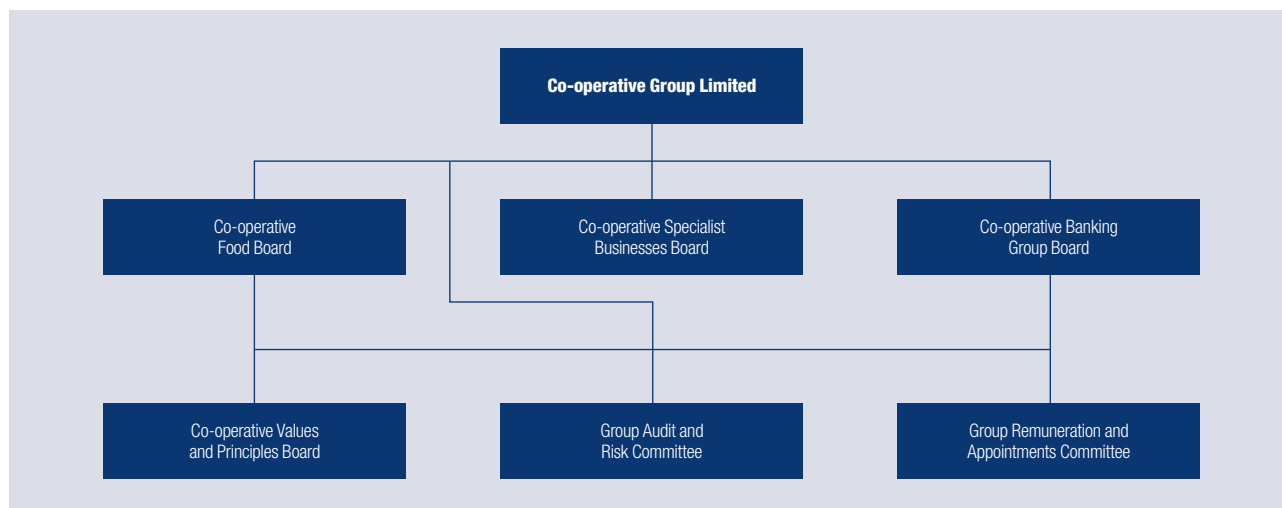 Co-operative Group Limited
Co-operative
Food Board
Co-operative Specialist
Businesses Board
Co-operative Banking
Group Board
Co-operative Values
and Principles Board
Group Audit and
Risk Committee
Group Remuneration and
Appointments Committee